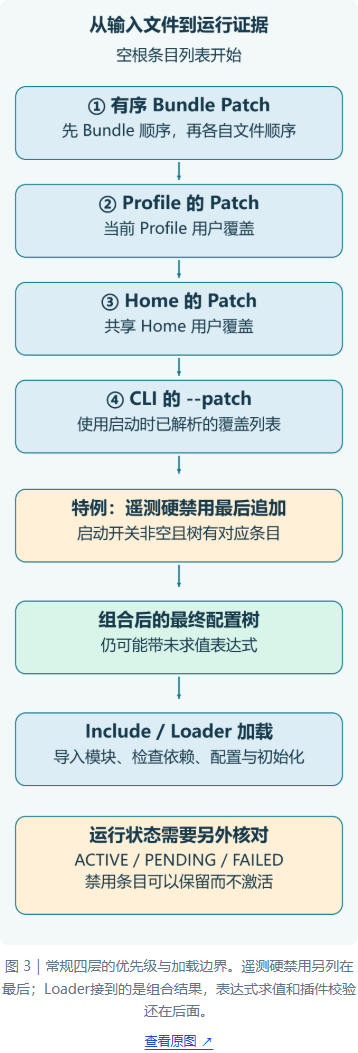 从输入文件到运行证据
空根条目列表开始
① 有序 Bundle Patch
先 Bundle 顺序，再各自文件顺序
② Profile 的 Patch
当前 Profile 用户覆盖
③ Home 的 Patch
共享 Home 用户覆盖
④ CLI 的 --patch
使用启动时已解析的覆盖列表
特例：遥测硬禁用最后追加
启动开关非空且树有对应条目
组合后的最终配置树
仍可能带未求值表达式
Include / Loader 加载
导入模块、检查依赖、配置与初始化
运行状态需要另外核对
ACTIVE / PENDING / FAILED
禁用条目可以保留而不激活
图 3｜常规四层的优先级与加载边界。遥测硬禁用另列在
最后；Loader接到的是组合结果，表达式求值和插件校验
还在后面。
查看原图 ↗